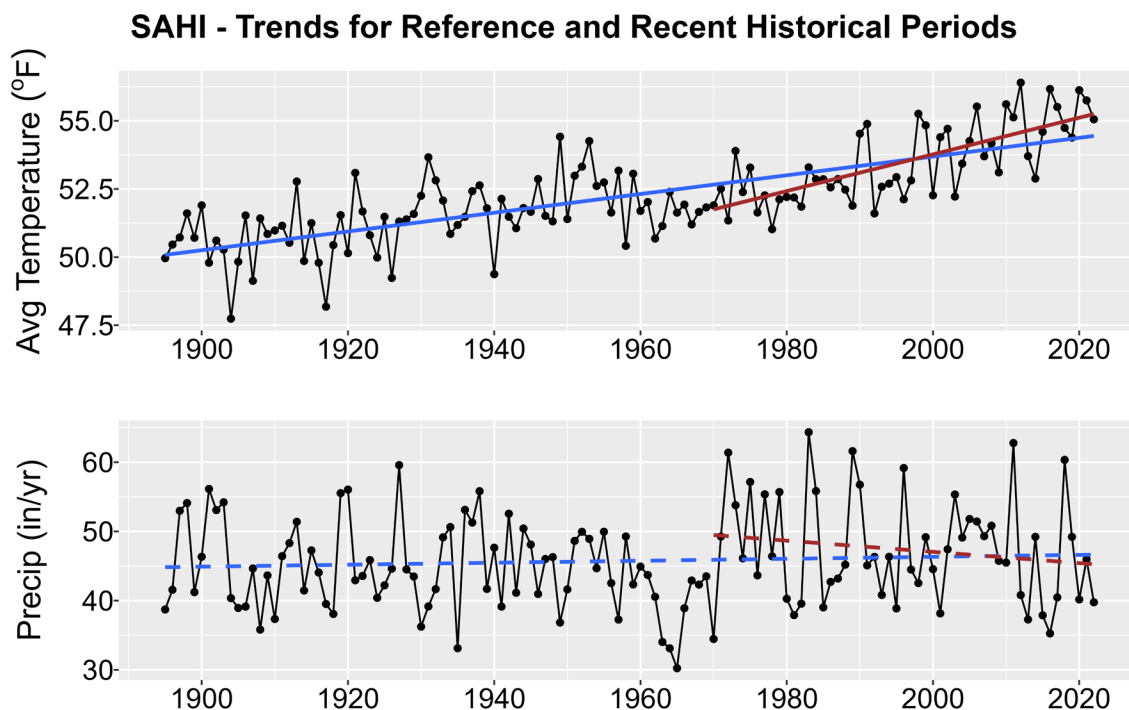 SAHI - Trends for Reference and Recent Historical Periods
Avg Temperature (°F)
55.0
52.5
50.0
47.5
1900 1920 1940 1960 1980 2000 2020
Precip (in/yr)
60
50
40
30
1900 1920 1940 1960 1980 2000 2020